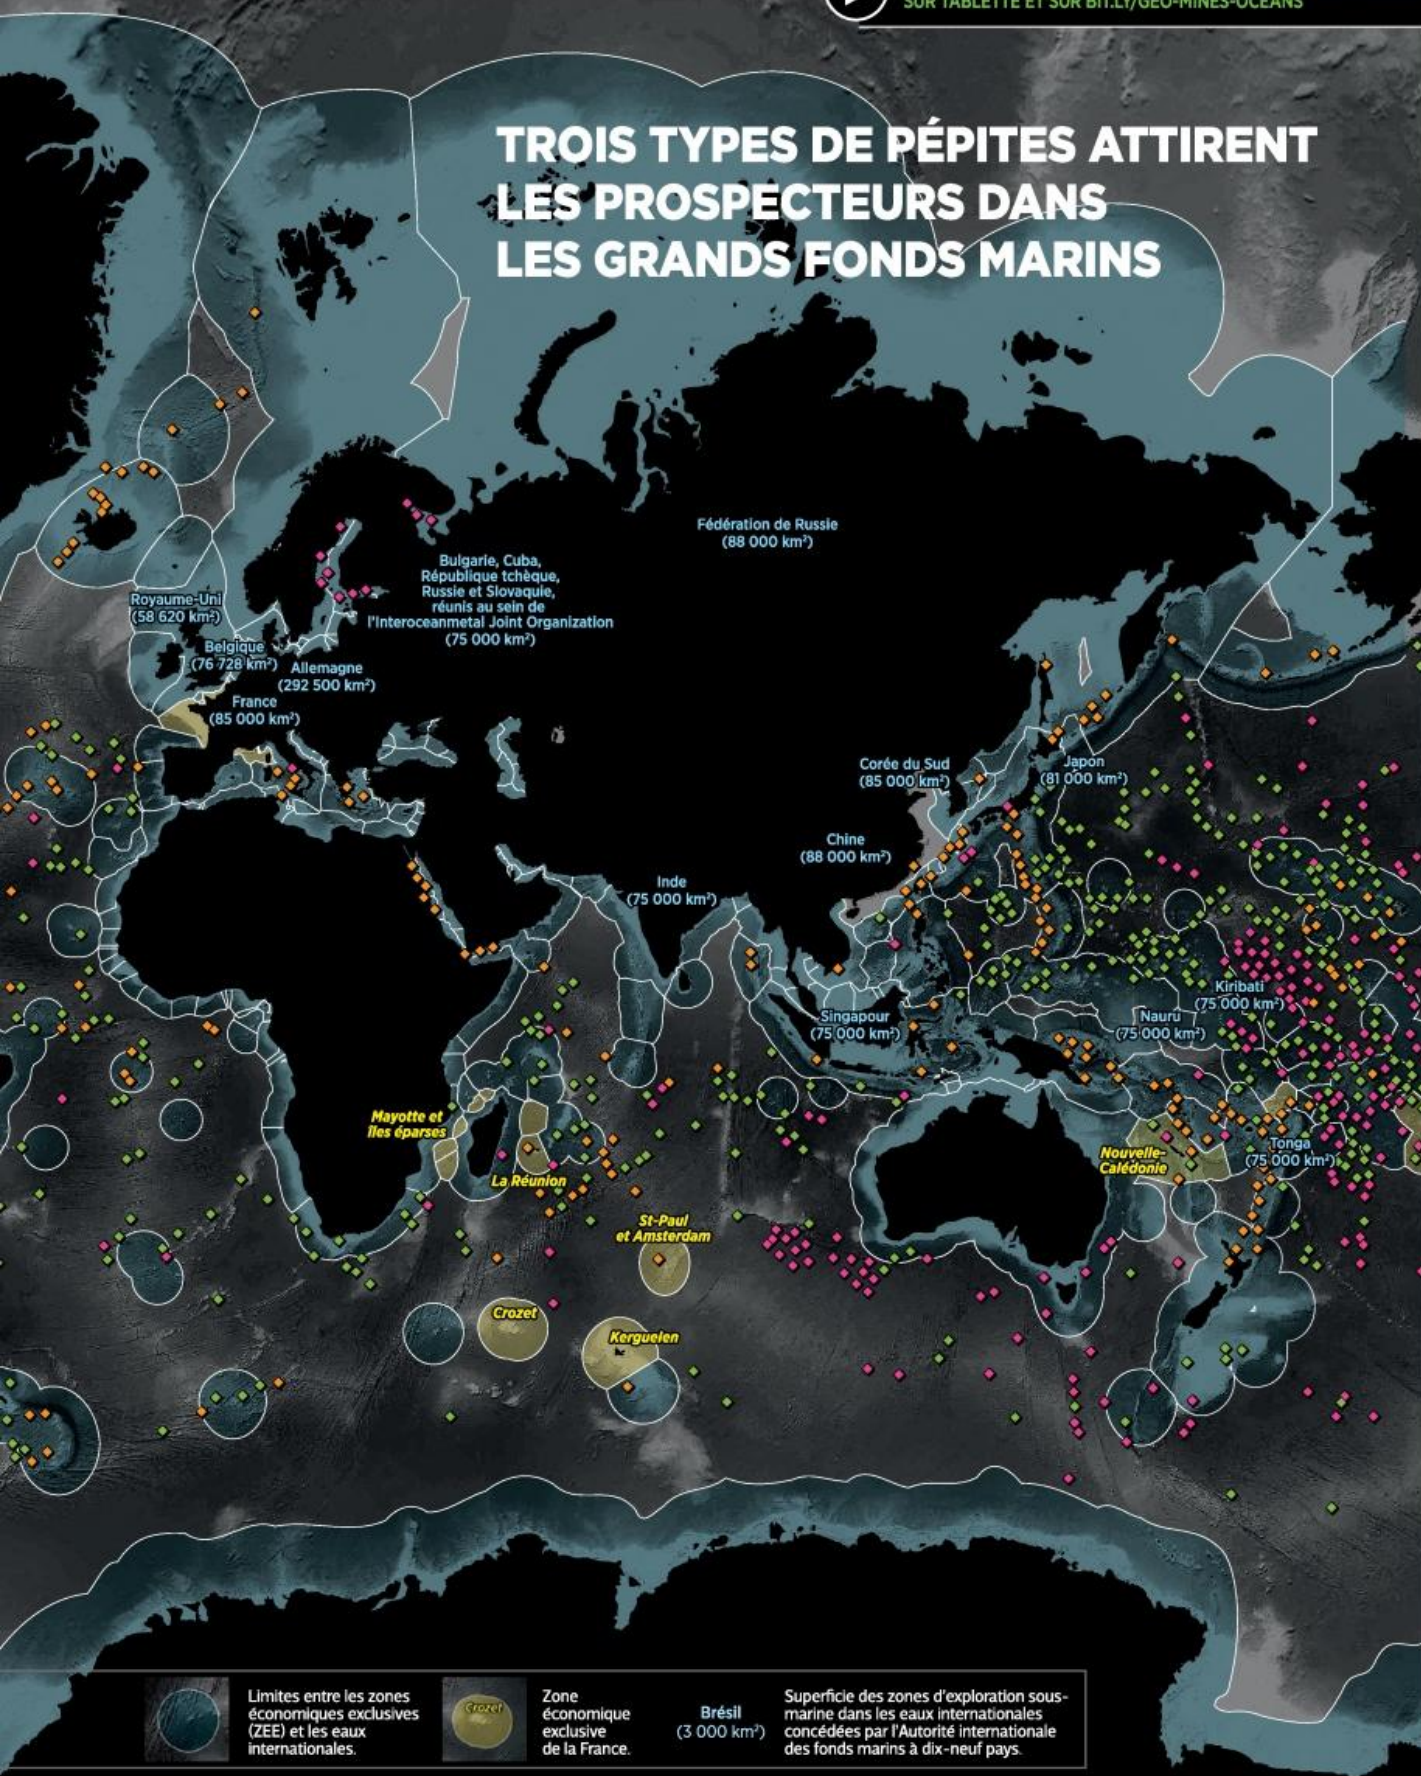 SUR TABLETTE ET SUR BIT.LY/GEO-MINES-OCEANS
TROIS TYPES DE PÉPITES ATTIRENT
LES PROSPECTEURS DANS
LES GRANDS FONDS MARINS
Fédération de Russie
(88 000 km²)
Bulgarie, Cuba,
République tchèque,
Russie et Slovaquie,
réunis au sein de
l'Interoceanmetal Joint Organization
(75 000 km²)
Royaume-Uni
(58 620 km²)
Belgique
(76 728 km²)
Allemagne
(292 500 km²)
France
(85 000 km²)
Corée du Sud
(85 000 km²)
Japon
(81 000 km²)
Chine
(88 000 km²)
Inde
(75 000 km²)
Kiribati
(75 000 km²)
Singapour
(75 000 km²)
Nauru
(75 000 km²)
Mayotte et
îles éparses
La Réunion
Nouvelle-
Calédonie
Tonga
(75 000 km²)
St-Paul
et Amsterdam
Crozet
Kerguelen
Limites entre les zones
économiques exclusives
(ZEE) et les eaux
internationales.
Crozet
Zone
économique
exclusive
de la France.
Brésil
(3 000 km²)
Superficie des zones d'exploration sous-
marine dans les eaux internationales
concédées par l'Autorité internationale
des fonds marins à dix-neuf pays.